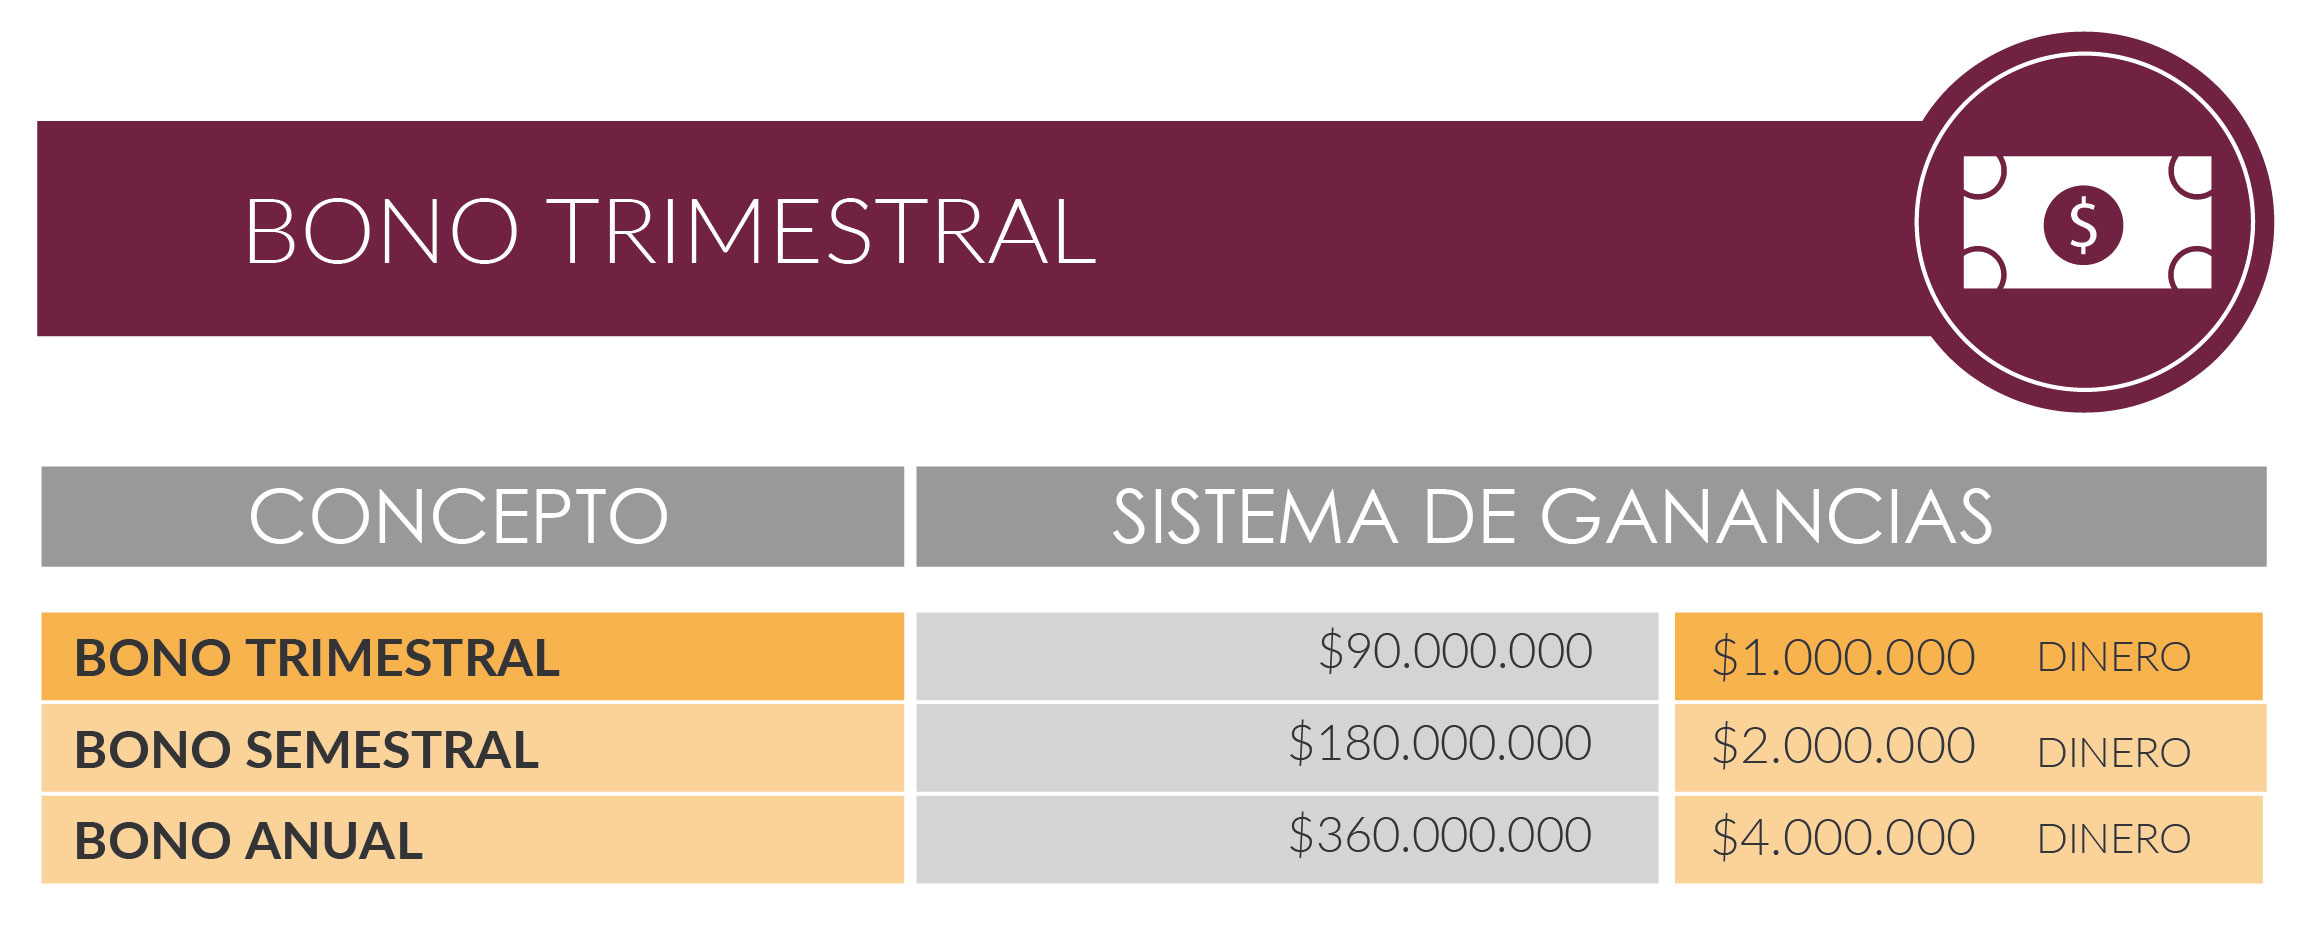 BONO TRIMESTRAL
$
CONCEPTO SISTEMA DE GANANCIAS
BONO TRIMESTRAL $90.000.000 $1.000.000 DINERO
BONO SEMESTRAL $180.000.000 $2.000.000 DINERO
BONO ANUAL $360.000.000 $4.000.000 DINERO